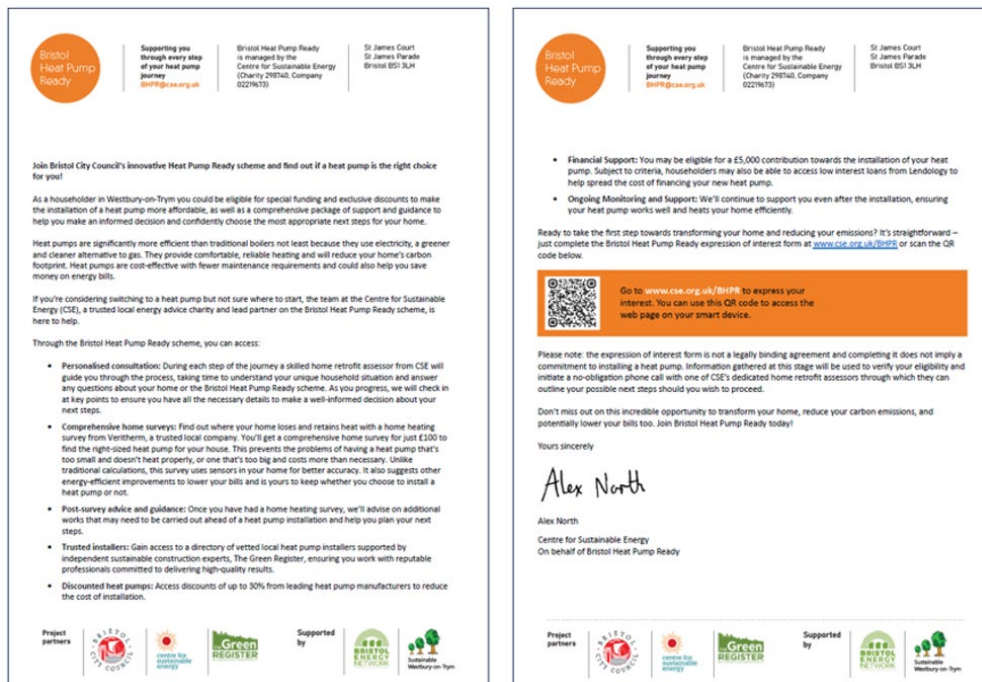 Bristol
Heat Pump
Ready
Supporting you
through every step
of your heat pump
journey
BHPR@cse.org.uk
Bristol Heat Pump Ready
is managed by the
Centre for Sustainable Energy
(Charity 298740, Company
02219673)
St James Court
St James Parade
Bristol BS1 3LH
Join Bristol City Council's innovative Heat Pump Ready scheme and find out if a heat pump is the right choice
for you!
As a householder in Westbury-on-Trym you could be eligible for special funding and exclusive discounts to make
the installation of a heat pump more affordable, as well as a comprehensive package of support and guidance to
help you make an informed decision and confidently choose the most appropriate next steps for your home.
Heat pumps are significantly more efficient than traditional boilers not least because they use electricity, a greener
and cleaner alternative to gas. They provide comfortable, reliable heating and will reduce your home's carbon
footprint. Heat pumps are cost-effective with fewer maintenance requirements and could also help you save
money on energy bills.
If you're considering switching to a heat pump but not sure where to start, the team at the Centre for Sustainable
Energy (CSE), a trusted local energy advice charity and lead partner on the Bristol Heat Pump Ready scheme, is
here to help.
Through the Bristol Heat Pump Ready scheme, you can access:
• Personalised consultation: During each step of the journey a skilled home retrofit assessor from CSE will
guide you through the process, taking time to understand your unique household situation and answer
any questions about your home or the Bristol Heat Pump Ready scheme. As you progress, we will check in
at key points to ensure you have all the necessary details to make a well-informed decision about your
next steps.
• Comprehensive home surveys: Find out where your home loses and retains heat with a home heating
survey from Veritherm, a trusted local company. You'll get a comprehensive home survey for just £100 to
find the right-sized heat pump for your house. This prevents the problems of having a heat pump that's
too small and doesn't heat properly, or one that's too big and costs more than necessary. Unlike
traditional calculations, this survey uses sensors in your home for better accuracy. It also suggests other
energy-efficient improvements to lower your bills and is yours to keep whether you choose to install a
heat pump or not.
• Post-survey advice and guidance: Once you have had a home heating survey, we'll advise on additional
works that may need to be carried out ahead of a heat pump installation and help you plan your next
steps.
• Trusted installers: Gain access to a directory of vetted local heat pump installers supported by
independent sustainable construction experts, The Green Register, ensuring you work with reputable
professionals committed to delivering high-quality results.
• Discounted heat pumps: Access discounts of up to 30% from leading heat pump manufacturers to reduce
the cost of installation.
Project
partners
BRISTOL
CITY COUNCIL
centre for
sustainable
energy
the Green
REGISTER
Supported
by
BRISTOL
ENERGY
NETWORK
Sustainable
Westbury-on-Trym
Bristol
Heat Pump
Ready
Supporting you
through every step
of your heat pump
journey
BHPR@cse.org.uk
Bristol Heat Pump Ready
is managed by the
Centre for Sustainable Energy
(Charity 298740, Company
02219673)
St James Court
St James Parade
Bristol BS1 3LH
• Financial Support: You may be eligible for a £5,000 contribution towards the installation of your heat
pump. Subject to criteria, householders may also be able to access low interest loans from Lendology to
help spread the cost of financing your new heat pump.
• Ongoing Monitoring and Support: We'll continue to support you even after the installation, ensuring
your heat pump works well and heats your home efficiently.
Ready to take the first step towards transforming your home and reducing your emissions? It's straightforward –
just complete the Bristol Heat Pump Ready expression of interest form at www.cse.org.uk/BHPR or scan the QR
code below.
Go to www.cse.org.uk/BHPR to express your
interest. You can use this QR code to access the
web page on your smart device.
Please note: the expression of interest form is not a legally binding agreement and completing it does not imply a
commitment to installing a heat pump. Information gathered at this stage will be used to verify your eligibility and
initiate a no-obligation phone call with one of CSE's dedicated home retrofit assessors through which they can
outline your possible next steps should you wish to proceed.
Don't miss out on this incredible opportunity to transform your home, reduce your carbon emissions, and
potentially lower your bills too. Join Bristol Heat Pump Ready today!
Yours sincerely
Alex North
Alex North
Centre for Sustainable Energy
On behalf of Bristol Heat Pump Ready
Project
partners
BRISTOL
CITY COUNCIL
centre for
sustainable
energy
the Green
REGISTER
Supported
by
BRISTOL
ENERGY
NETWORK
Sustainable
Westbury-on-Trym